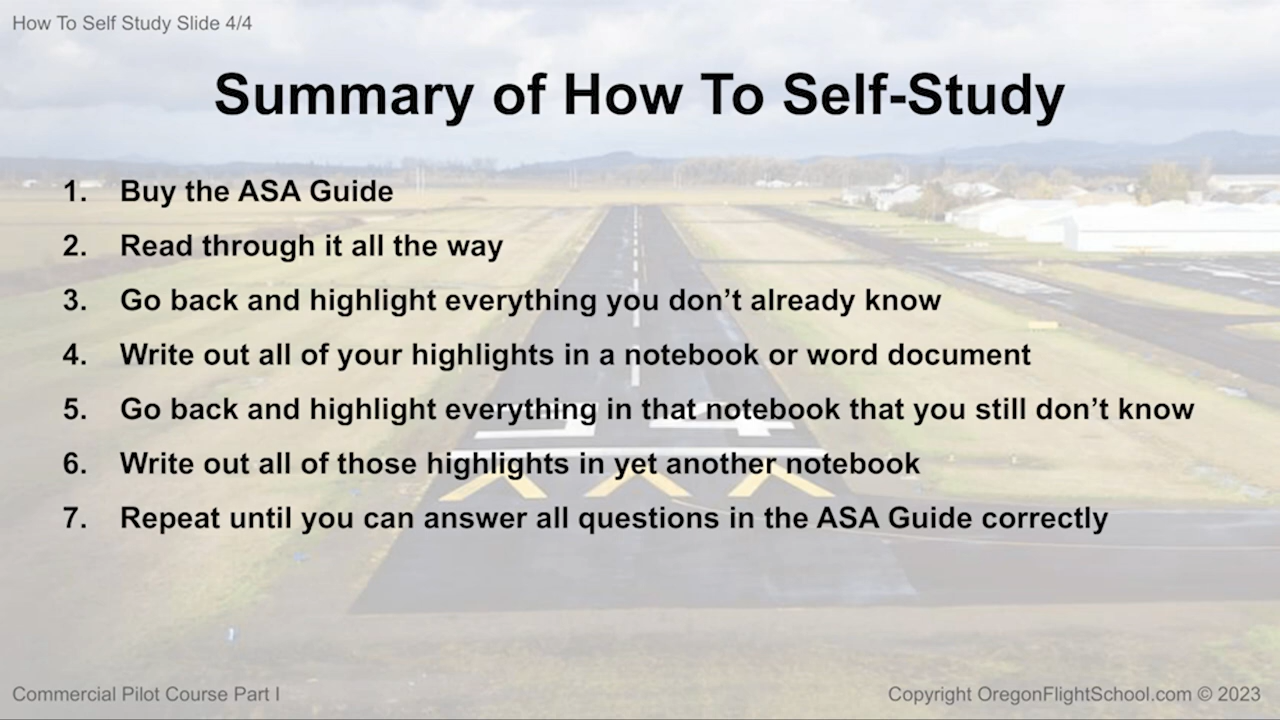 How To Self Study Slide 4/4
Summary of How To Self-Study
1. Buy the ASA Guide
2. Read through it all the way
3. Go back and highlight everything you don’t already know
4. Write out all of your highlights in a notebook or word document
5. Go back and highlight everything in that notebook that you still don’t know
6. Write out all of those highlights in yet another notebook
7. Repeat until you can answer all questions in the ASA Guide correctly
Commercial Pilot Course Part I
Copyright OregonFlightSchool.com © 2023